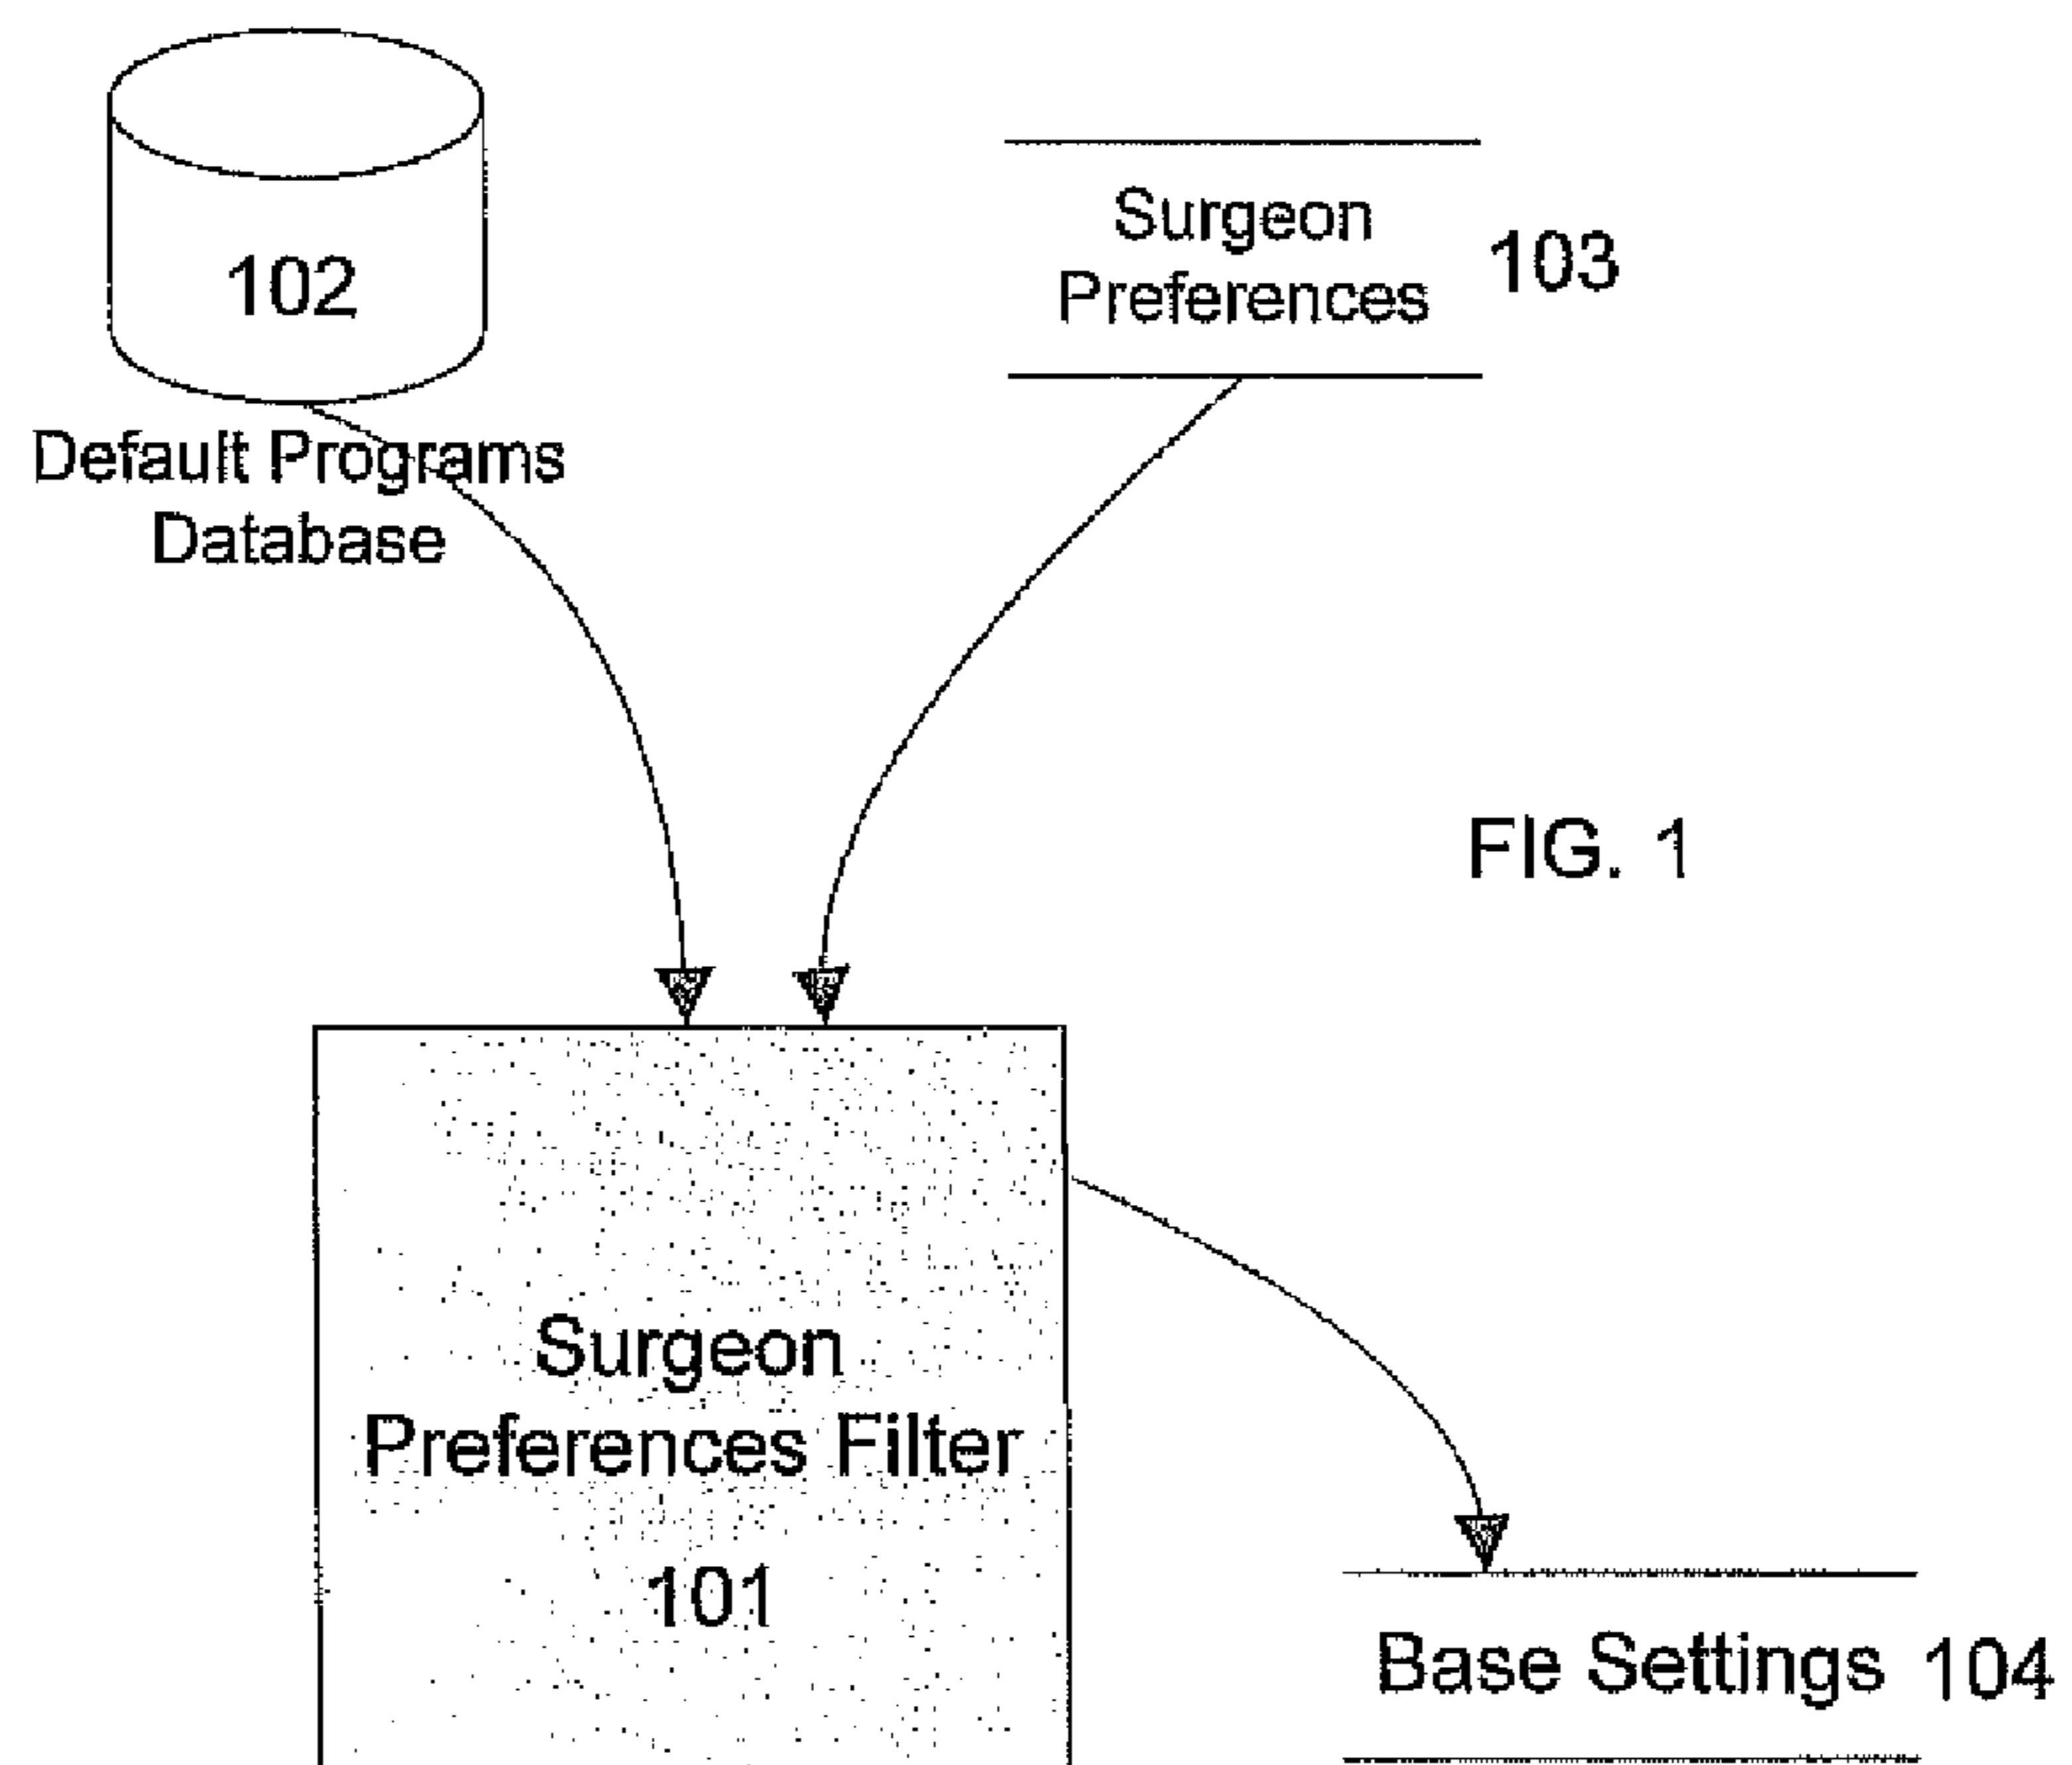 102
Default Programs
Database
Surgeon
Preferences
103
FIG. 1
Surgeon
Preferences Filter
101
Base Settings 104